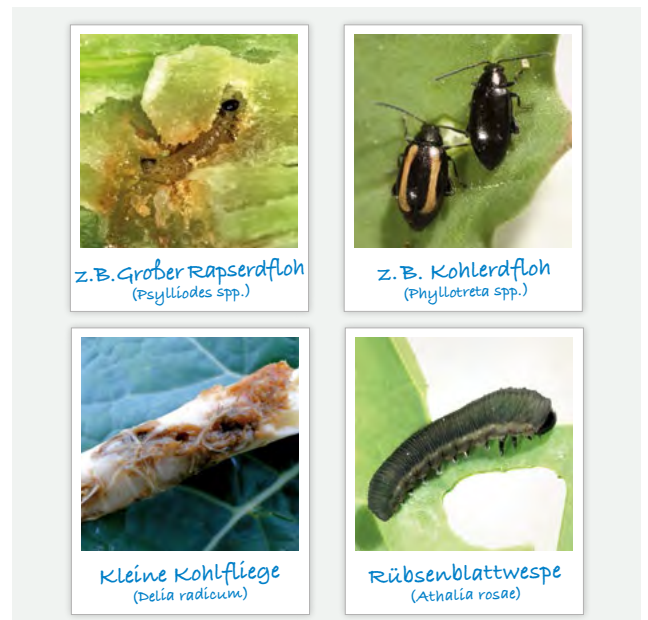 z.B. Großer Rapserdfloh
(Psylliodes spp.)
z.B. Kohlerdfloh
(Phyllotreta spp.)
Kleine Kohlfliege
(Delia radicum)
Rübsenblattwespe
(Athalia rosae)